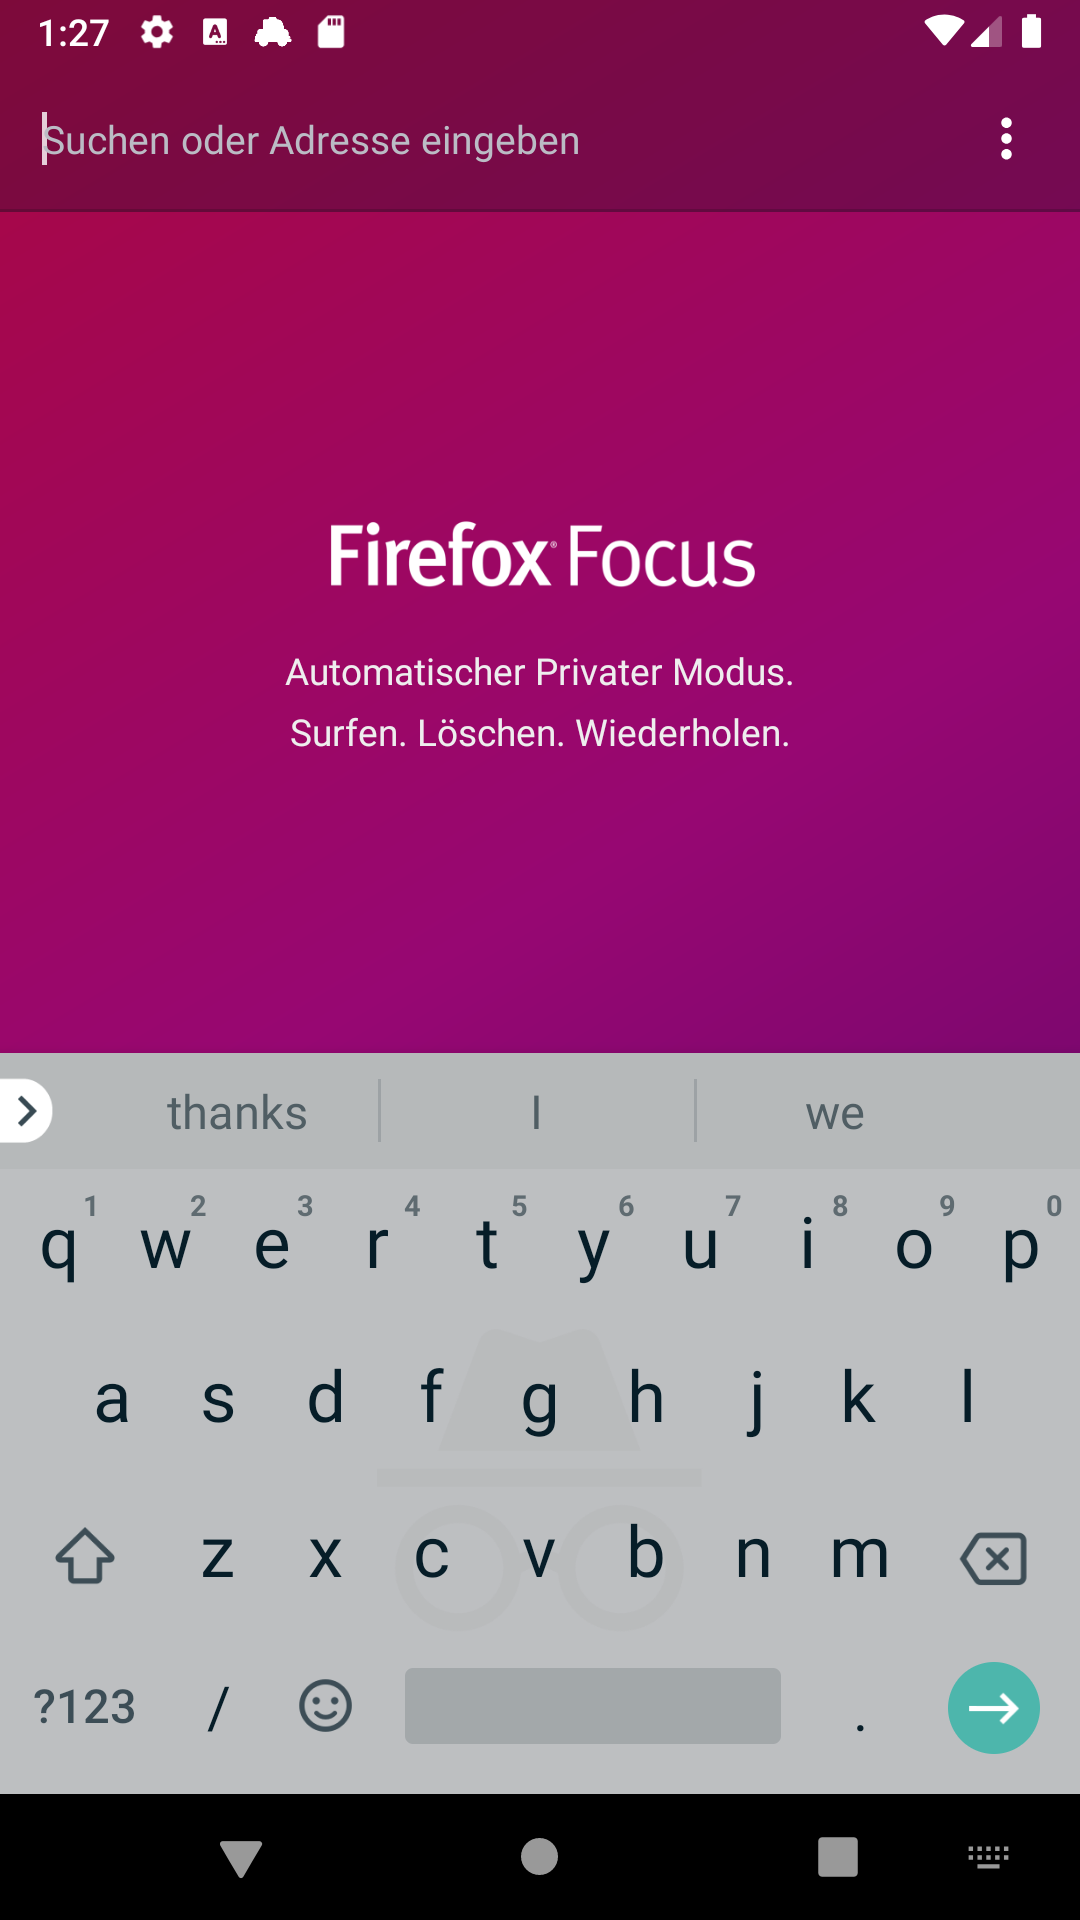 1:27
Suchen oder Adresse eingeben
Firefox Focus
Automatischer Privater Modus.
Surfen. Löschen. Wiederholen.
thanks I we
1 2 3 4 5 6 7 8 9 0
q w e r t y u i o p
a s d f g h j k l
z x c v b n m
?123 / .